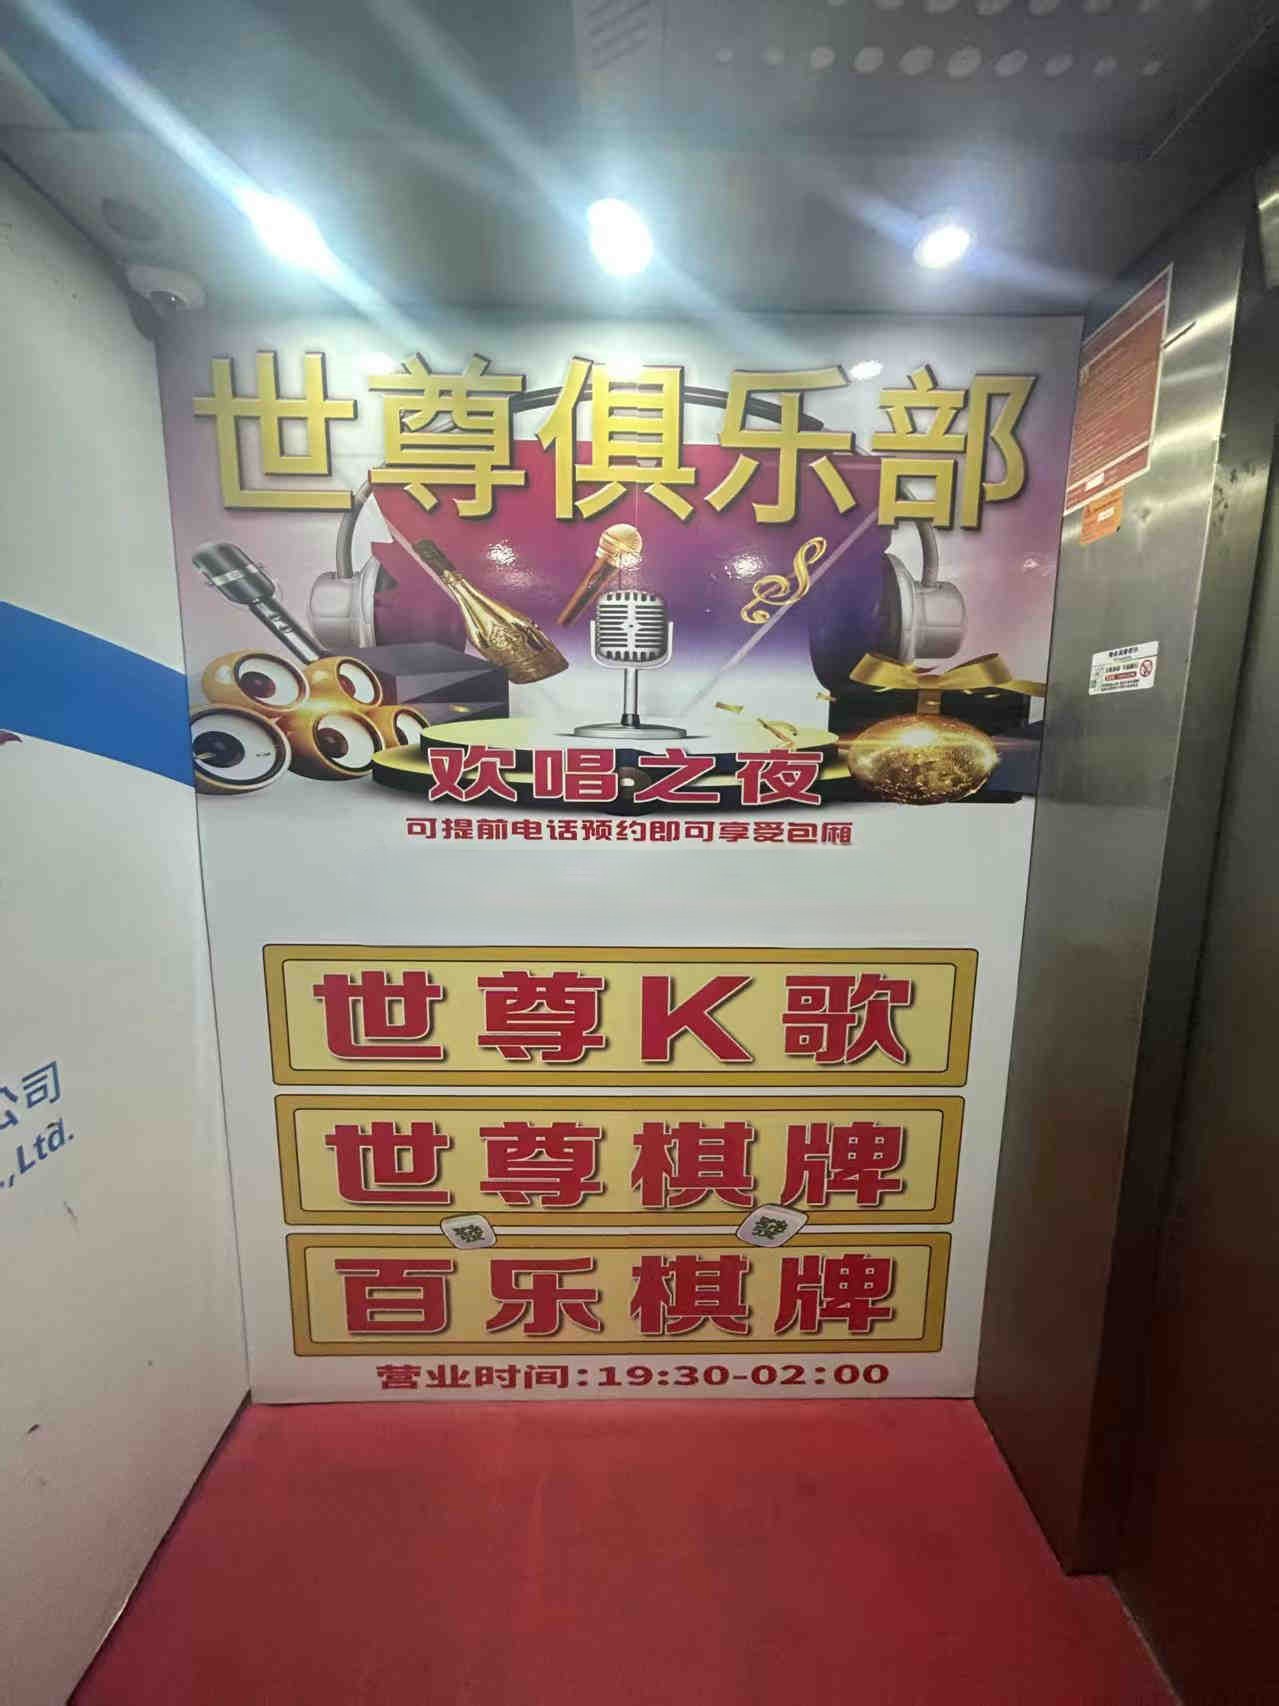 世尊俱乐部
欢唱之夜
可提前电话预约即可享受包厢
世尊K歌
世尊棋牌
發 發
百乐棋牌
营业时间:19:30-02:00
公司
.,Ltd.